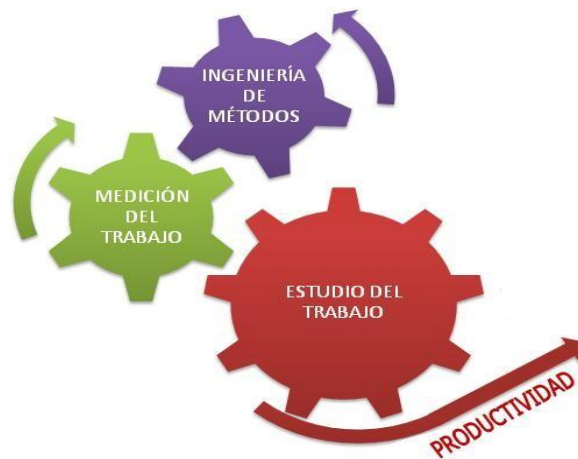 INGENIERÍA
DE
MÉTODOS
MEDICIÓN
DEL
TRABAJO
ESTUDIO DEL
TRABAJO
PRODUCTIVIDAD